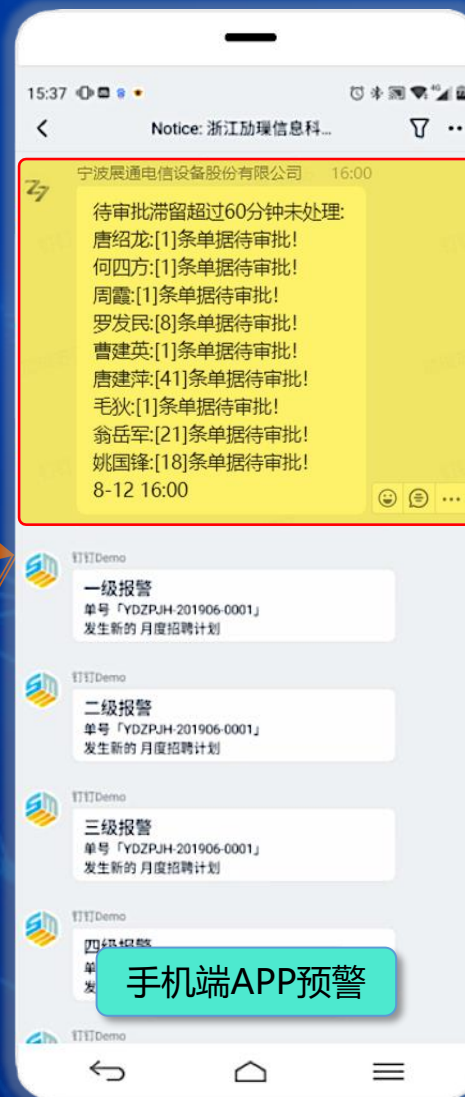 15:37
Notice: 浙江劢璅信息科...
宁波展通电信设备股份有限公司 16:00
待审批滞留超过60分钟未处理:
唐绍龙:[1]条单据待审批!
何四方:[1]条单据待审批!
周霞:[1]条单据待审批!
罗发民:[8]条单据待审批!
曹建英:[1]条单据待审批!
唐建萍:[41]条单据待审批!
毛狄:[1]条单据待审批!
翁岳军:[21]条单据待审批!
姚国锋:[18]条单据待审批!
8-12 16:00
钉钉Demo
一级报警
单号「YDZPJH-201906-0001」
发生新的 月度招聘计划
钉钉Demo
二级报警
单号「YDZPJH-201906-0001」
发生新的 月度招聘计划
钉钉Demo
三级报警
单号「YDZPJH-201906-0001」
发生新的 月度招聘计划
钉钉Demo
四级报警
手机端APP预警
钉钉Demo